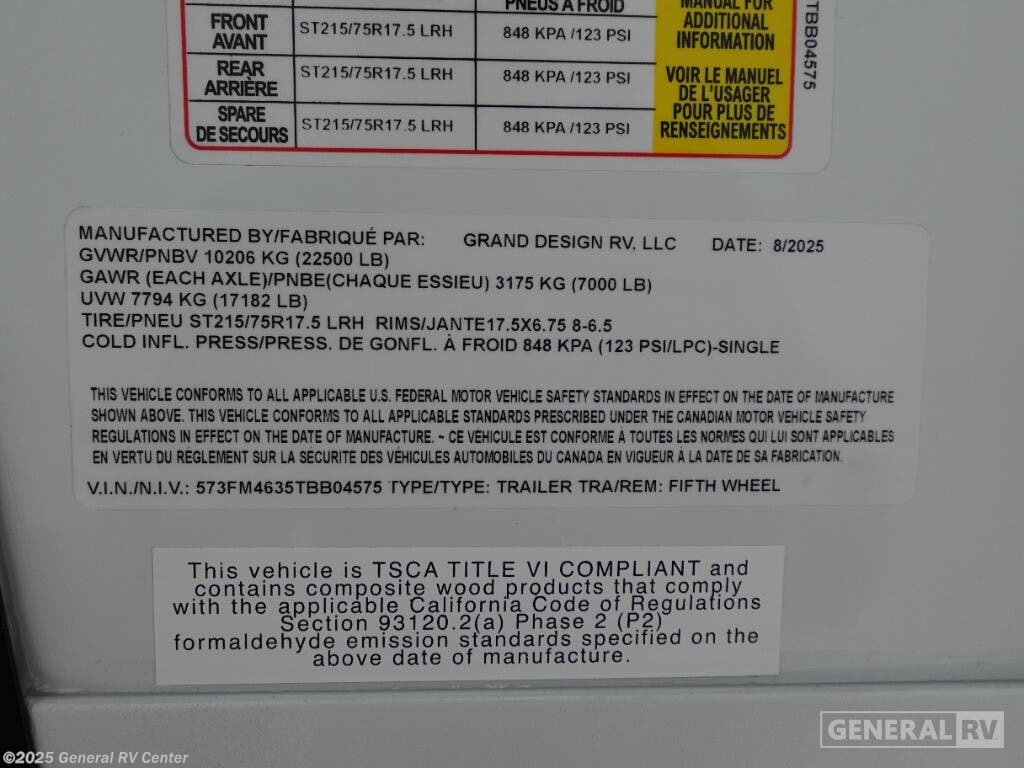 PNEUS À FROID
MANUAL FOR
ADDITIONAL
INFORMATION
FRONT
AVANT
ST215/75R17.5 LRH
848 KPA /123 PSI
REAR
ARRIÈRE
ST215/75R17.5 LRH
848 KPA /123 PSI
VOIR LE MANUEL
DE L'USAGER
POUR PLUS DE
RENSEIGNEMENTS
SPARE
DE SECOURS
ST215/75R17.5 LRH
848 KPA /123 PSI
TBB04575
MANUFACTURED BY/FABRIQUÉ PAR: GRAND DESIGN RV, LLC DATE: 8/2025
GVWR/PNBV 10206 KG (22500 LB)
GAWR (EACH AXLE)/PNBE(CHAQUE ESSIEU) 3175 KG (7000 LB)
UVW 7794 KG (17182 LB)
TIRE/PNEU ST215/75R17.5 LRH RIMS/JANTE17.5X6.75 8-6.5
COLD INFL. PRESS/PRESS. DE GONFL. À FROID 848 KPA (123 PSI/LPC)-SINGLE
THIS VEHICLE CONFORMS TO ALL APPLICABLE U.S. FEDERAL MOTOR VEHICLE SAFETY STANDARDS IN EFFECT ON THE DATE OF MANUFACTURE
SHOWN ABOVE. THIS VEHICLE CONFORMS TO ALL APPLICABLE STANDARDS PRESCRIBED UNDER THE CANADIAN MOTOR VEHICLE SAFETY
REGULATIONS IN EFFECT ON THE DATE OF MANUFACTURE. ~ CE VÉHICULE EST CONFORME À TOUTES LES NORMES QUI LUI SONT APPLICABLES
EN VERTU DU RÉGLEMENT SUR LA SÉCURITÉ DES VÉHICULES AUTOMOBILES DU CANADA EN VIGUEUR À LA DATE DE SA FABRICATION.
V.I.N./N.I.V.: 573FM4635TBB04575 TYPE/TYPE: TRAILER TRA/REM: FIFTH WHEEL
This vehicle is TSCA TITLE VI COMPLIANT and
contains composite wood products that comply
with the applicable California Code of Regulations
Section 93120.2(a) Phase 2 (P2)
formaldehyde emission standards specified on the
above date of manufacture.
GENERAL RV
©2025 General RV Center